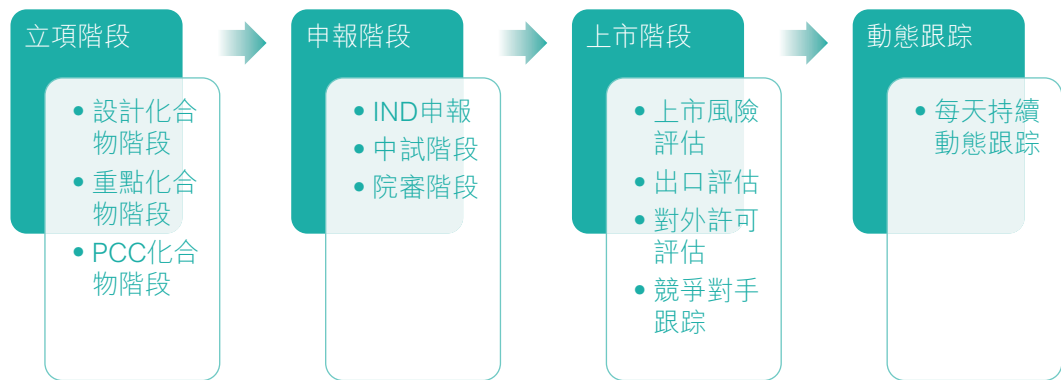 立項階段
• 設計化合
物階段
• 重點化合
物階段
• PCC化合
物階段
申報階段
• IND申報
• 中試階段
• 院審階段
上市階段
• 上市風險
評估
• 出口評估
• 對外許可
評估
• 競爭對手
跟踪
動態跟踪
• 每天持續
動態跟踪